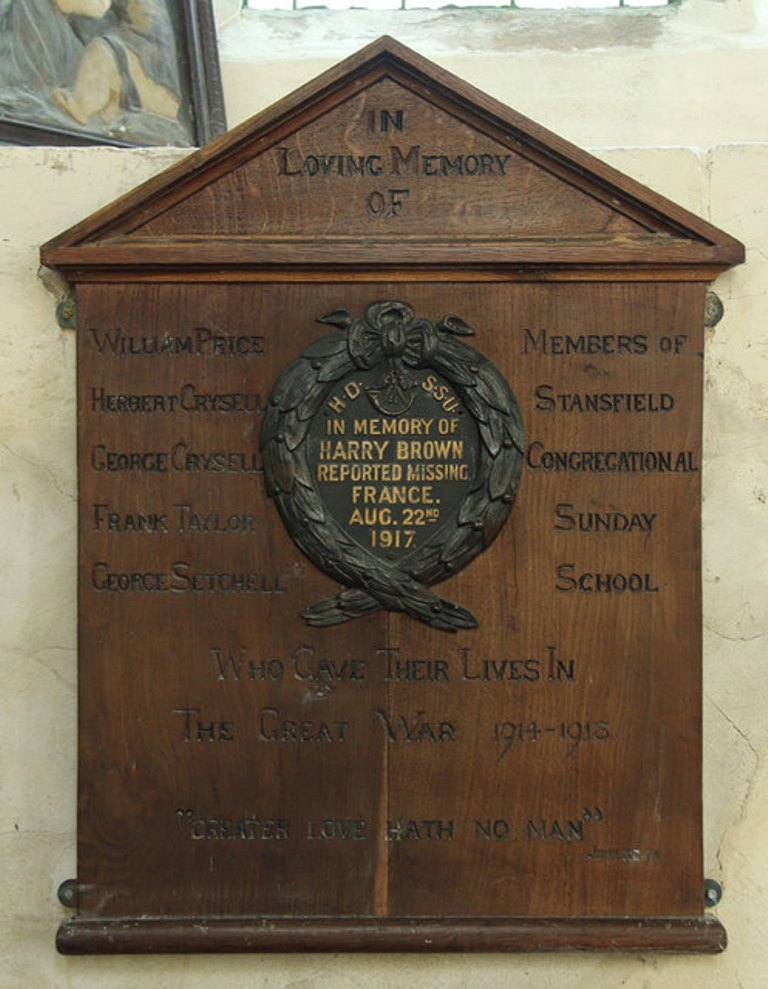 IN
LOVING MEMORY
OF
WILLIAM PRICE
HERBERT CRYSELL
GEORGE CRYSELL
FRANK TAYLOR
GEORGE SETCHELL
H·D· S·S·U·
IN MEMORY OF
HARRY BROWN
REPORTED MISSING
FRANCE.
AUG. 22ND
1917.
MEMBERS OF
STANSFIELD
CONGREGATIONAL
SUNDAY
SCHOOL
WHO GAVE THEIR LIVES IN
THE GREAT WAR 1914-1918
"GREATER LOVE HATH NO MAN"